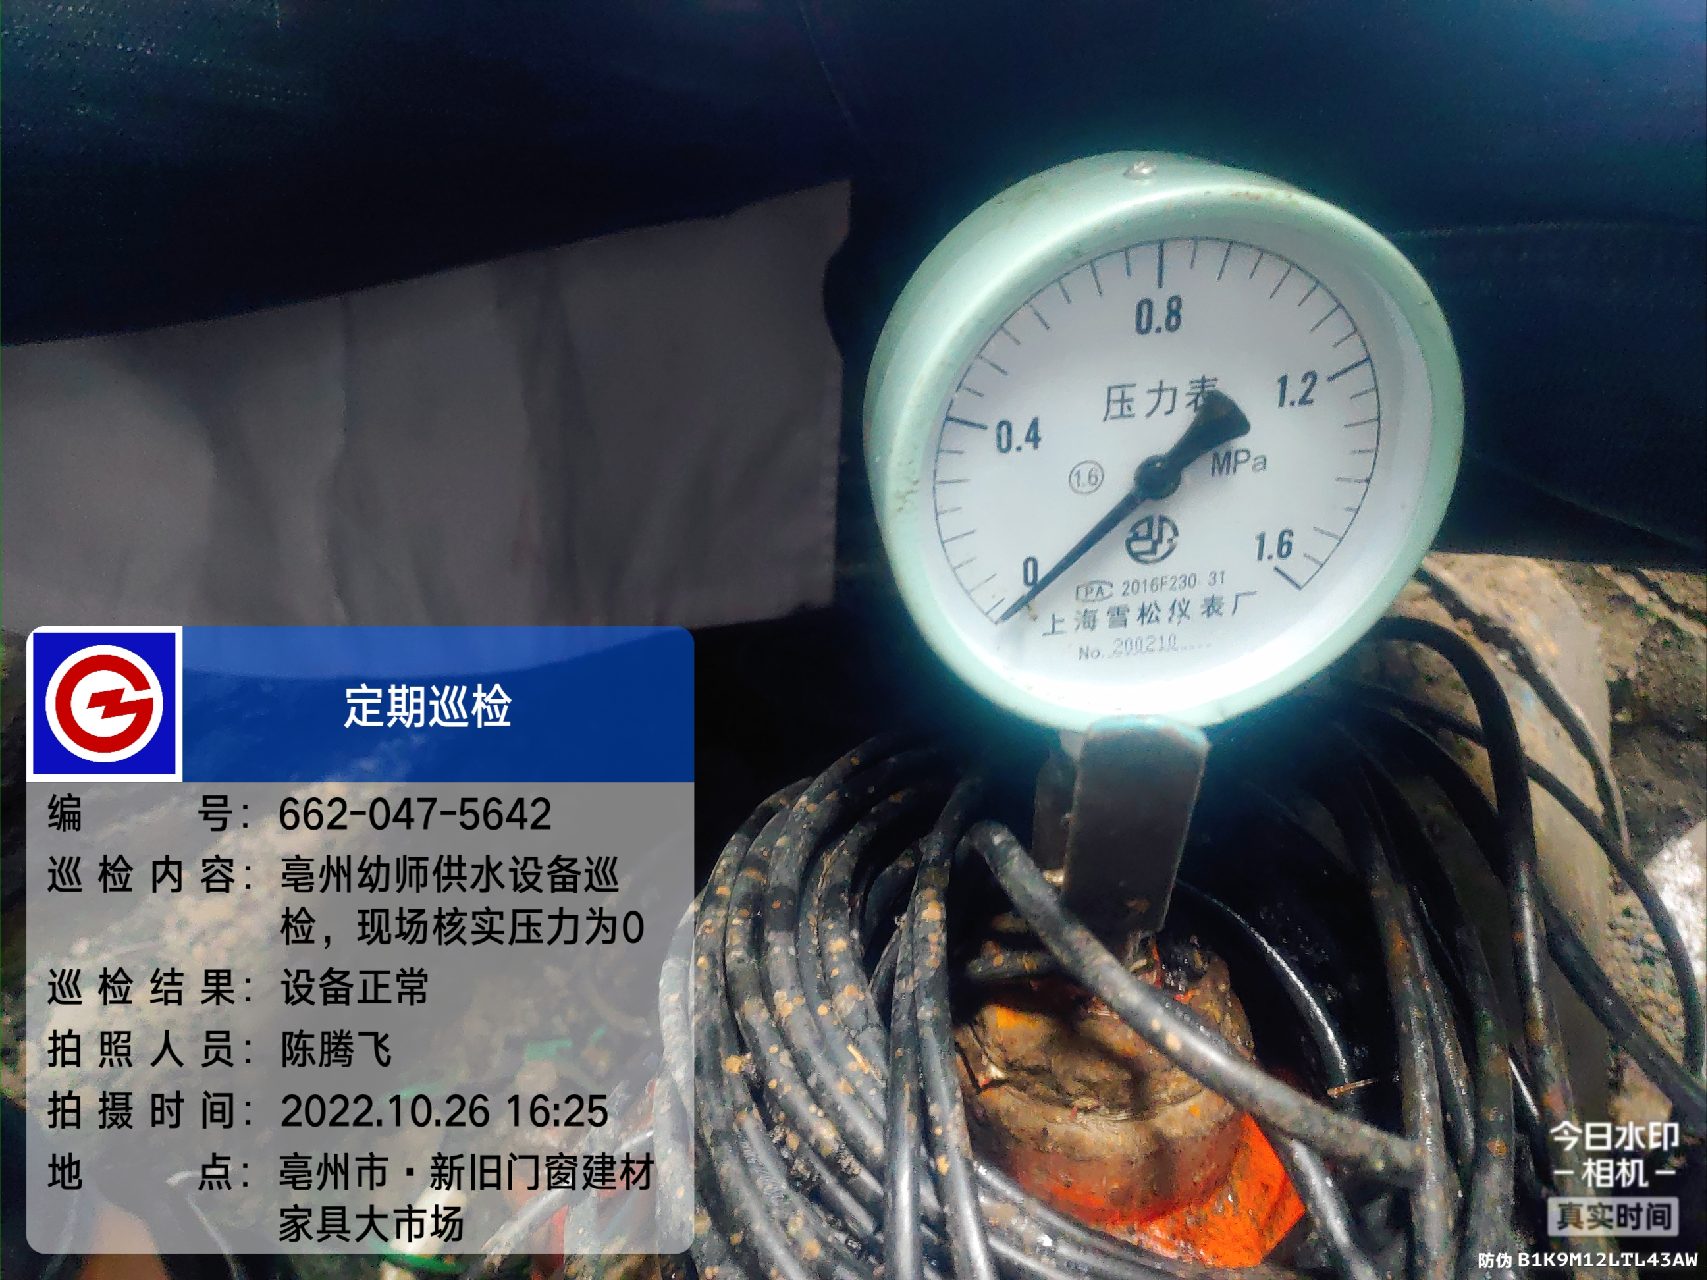 0.8
压力表
1.2
0.4
MPa
1.6
0
1.6
PA 2016F230-31
上海雪松仪表厂
No. 200210
定期巡检
编号：662-047-5642
巡检内容：亳州幼师供水设备巡
检，现场核实压力为0
巡检结果：设备正常
拍照人员：陈腾飞
拍摄时间：2022.10.26 16:25
地点：亳州市·新旧门窗建材
家具大市场
今日水印
相机
真实时间
防伪 B1K9M12LTL43AW